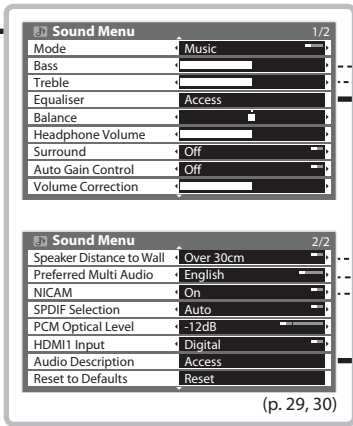 Sound Menu 1/2
Mode Music
Bass
Treble
Equaliser Access
Balance
Headphone Volume
Surround Off
Auto Gain Control Off
Volume Correction
Sound Menu 2/2
Speaker Distance to Wall Over 30cm
Preferred Multi Audio English
NICAM On
SPDIF Selection Auto
PCM Optical Level -12dB
HDMI1 Input Digital
Audio Description Access
Reset to Defaults Reset
(p. 29, 30)